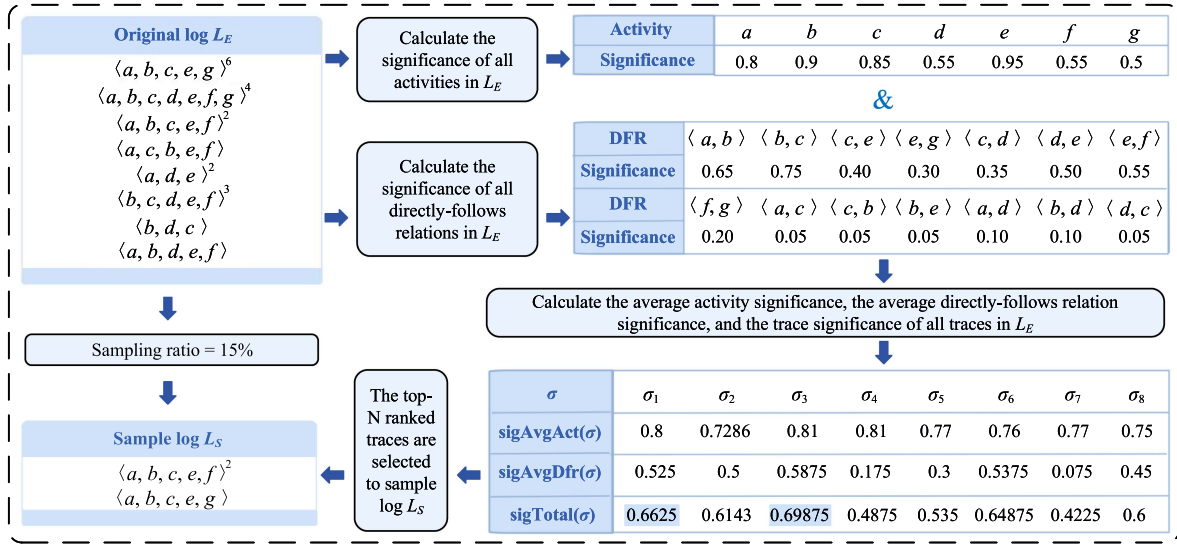 Original log L_E
⟨a, b, c, e, g⟩^6
⟨a, b, c, d, e, f, g⟩^4
⟨a, b, c, e, f⟩^2
⟨a, c, b, e, f⟩
⟨a, d, e⟩^2
⟨b, c, d, e, f⟩^3
⟨b, d, c⟩
⟨a, b, d, e, f⟩
Sampling ratio = 15%
Sample log L_S
⟨a, b, c, e, f⟩^2
⟨a, b, c, e, g⟩
Calculate the
significance of all
activities in L_E
Calculate the
significance of all
directly-follows
relations in L_E
Activity a b c d e f g
Significance 0.8 0.9 0.85 0.55 0.95 0.55 0.5
&
DFR ⟨a, b⟩ ⟨b, c⟩ ⟨c, e⟩ ⟨e, g⟩ ⟨c, d⟩ ⟨d, e⟩ ⟨e, f⟩
Significance 0.65 0.75 0.40 0.30 0.35 0.50 0.55
DFR ⟨f, g⟩ ⟨a, c⟩ ⟨c, b⟩ ⟨b, e⟩ ⟨a, d⟩ ⟨b, d⟩ ⟨d, c⟩
Significance 0.20 0.05 0.05 0.05 0.10 0.10 0.05
Calculate the average activity significance, the average directly-follows relation
significance, and the trace significance of all traces in L_E
σ σ1 σ2 σ3 σ4 σ5 σ6 σ7 σ8
sigAvgAct(σ) 0.8 0.7286 0.81 0.81 0.77 0.76 0.77 0.75
sigAvgDfr(σ) 0.525 0.5 0.5875 0.175 0.3 0.5375 0.075 0.45
sigTotal(σ) 0.6625 0.6143 0.69875 0.4875 0.535 0.64875 0.4225 0.6
The top-
N ranked
traces are
selected
to sample
log L_S